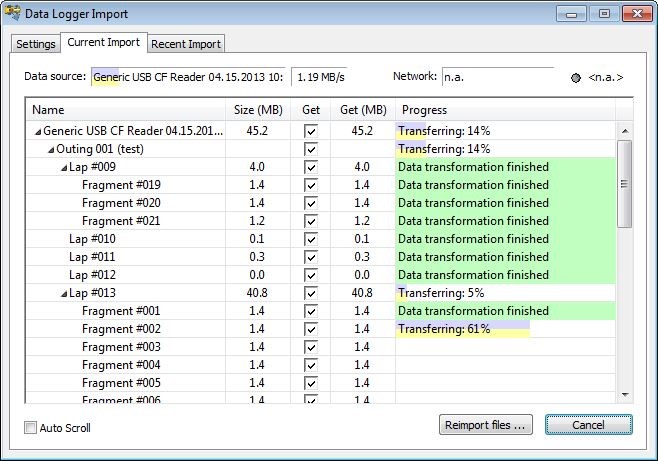 Data Logger Import
Settings Current Import Recent Import
Data source: Generic USB CF Reader 04.15.2013 10: 1.19 MB/s Network: n.a. <n.a.>
Name Size (MB) Get Get (MB) Progress
Generic USB CF Reader 04.15.201... 45.2 45.2 Transferring: 14%
Outing 001 (test) Transferring: 14%
Lap #009 4.0 4.0 Data transformation finished
Fragment #019 1.4 1.4 Data transformation finished
Fragment #020 1.4 1.4 Data transformation finished
Fragment #021 1.2 1.2 Data transformation finished
Lap #010 0.1 0.1 Data transformation finished
Lap #011 0.3 0.3 Data transformation finished
Lap #012 0.0 0.0 Data transformation finished
Lap #013 40.8 40.8 Transferring: 5%
Fragment #001 1.4 1.4 Data transformation finished
Fragment #002 1.4 1.4 Transferring: 61%
Fragment #003 1.4 1.4
Fragment #004 1.4 1.4
Fragment #005 1.4 1.4
Fragment #006 1.4 1.4
Auto Scroll Reimport files ... Cancel